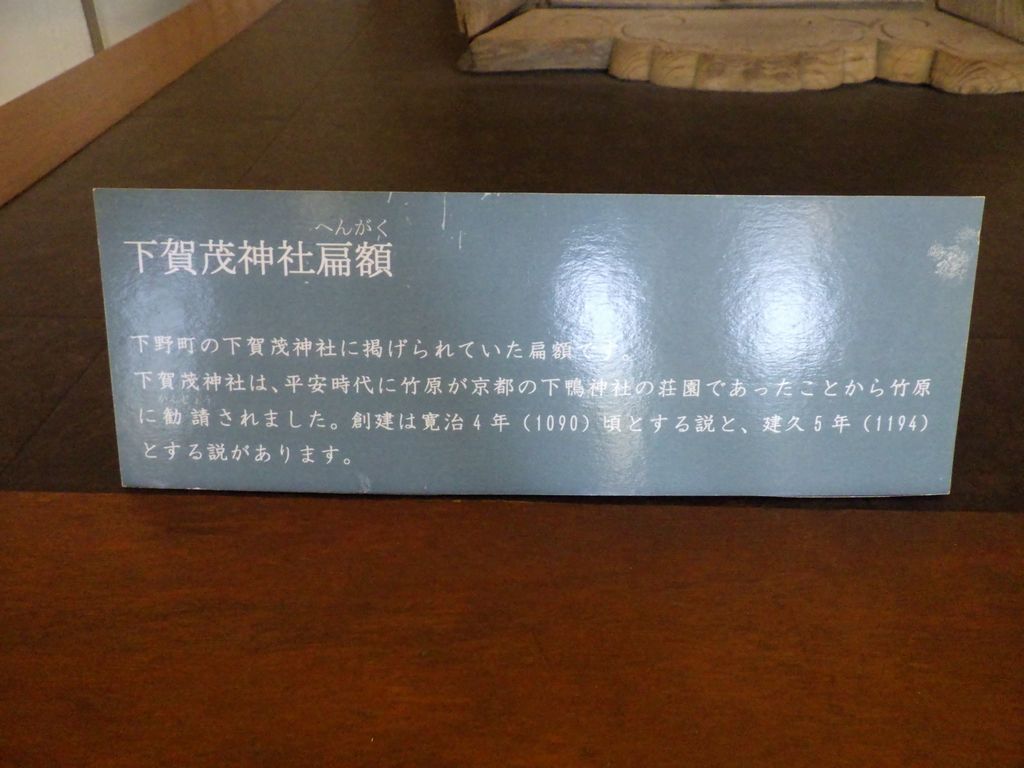 へんがく
下賀茂神社扁額
下野町の下賀茂神社に掲げられていた扁額です。
下賀茂神社は、平安時代に竹原が京都の下鴨神社の荘園であったことから竹原
かんじょう
に勧請されました。創建は寛治4年（1090）頃とする説と、建久5年（1194）
とする説があります。